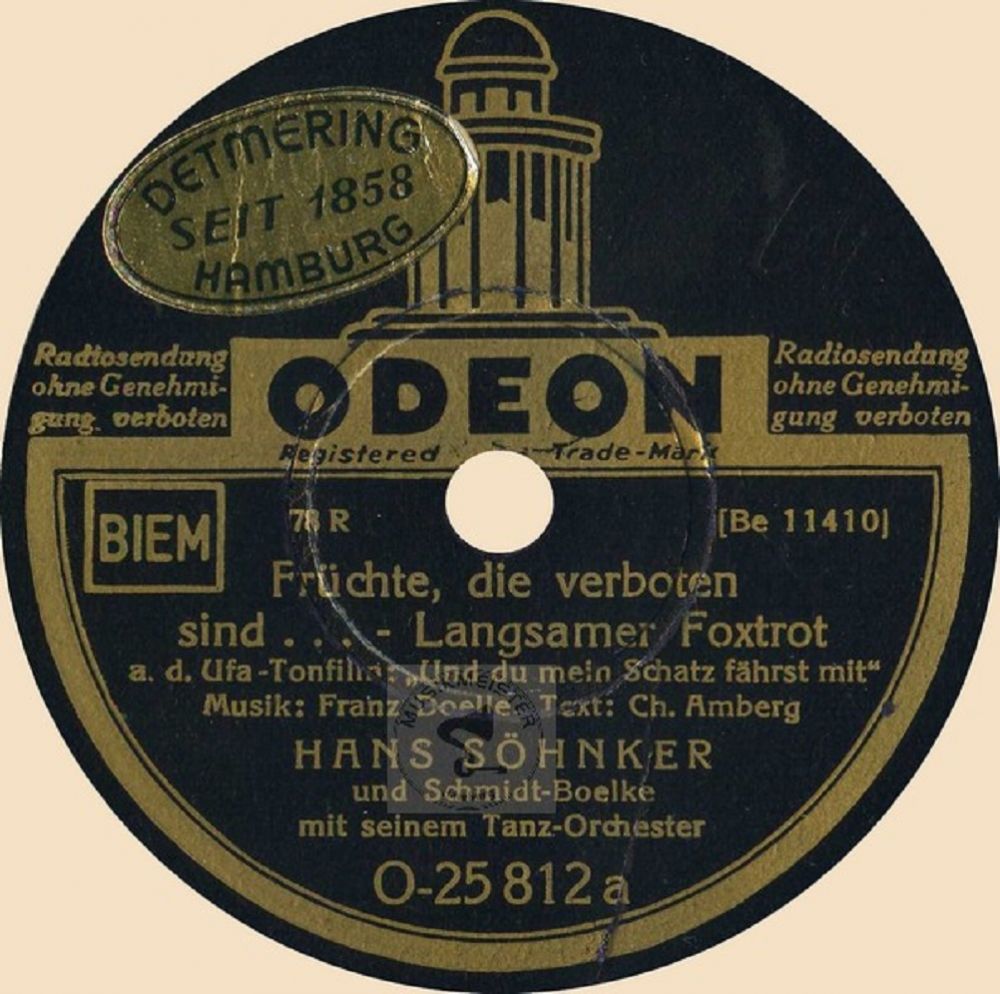 DETMERING
SEIT 1858
HAMBURG
Radiosendung
ohne Genehmi-
gung verboten
ODEON
Radiosendung
ohne Genehmi-
gung verboten
Registered Trade-Mark
BIEM
78 R
[Be 11410]
Früchte, die verboten
sind . . . . - Langsamer Foxtrot
a. d. Ufa-Tonfilm: „Und du mein Schatz fährst mit“
Musik: Franz Doelle, Text: Ch. Amberg
HANS SÖHNKER
und Schmidt-Boelke
mit seinem Tanz-Orchester
O-25 812 a